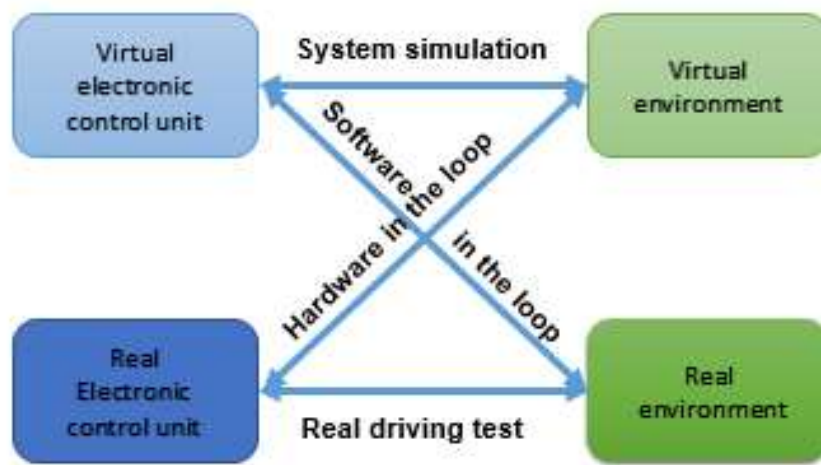 Virtual
electronic
control unit
System simulation
Virtual
environment
Software
in the loop
Hardware in the loop
Real
Electronic
control unit
Real driving test
Real
environment